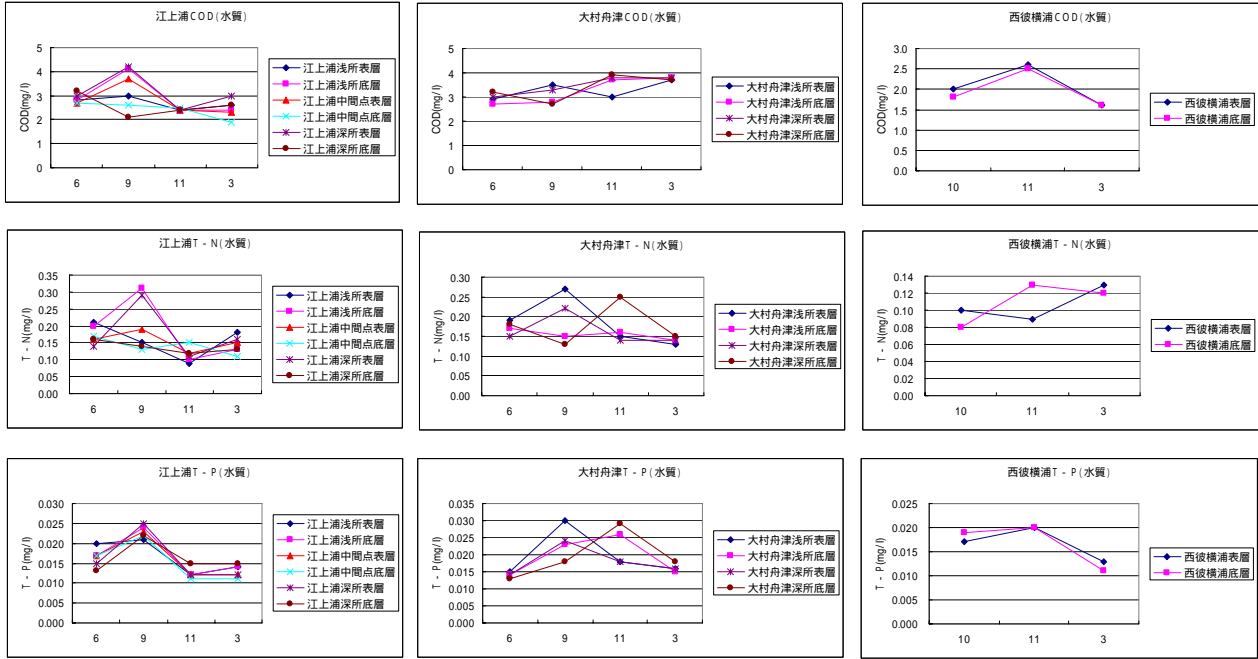 江上浦COD(水質)
COD(mg/l)
5
4
3
2
1
0
6 9 11 3
江上浦浅所表層
江上浦浅所底層
江上浦中間点表層
江上浦中間点底層
江上浦深所表層
江上浦深所底層
大村舟津COD(水質)
COD(mg/l)
5
4
3
2
1
0
6 9 11 3
大村舟津浅所表層
大村舟津浅所底層
大村舟津深所表層
大村舟津深所底層
西彼横浦COD(水質)
COD(mg/l)
3.0
2.5
2.0
1.5
1.0
0.5
0.0
10 11 3
西彼横浦表層
西彼横浦底層
江上浦T-N(水質)
T-N(mg/l)
0.35
0.30
0.25
0.20
0.15
0.10
0.05
0.00
6 9 11 3
江上浦浅所表層
江上浦浅所底層
江上浦中間点表層
江上浦中間点底層
江上浦深所表層
江上浦深所底層
大村舟津T-N(水質)
T-N(mg/l)
0.30
0.25
0.20
0.15
0.10
0.05
0.00
6 9 11 3
大村舟津浅所表層
大村舟津浅所底層
大村舟津深所表層
大村舟津深所底層
西彼横浦T-N(水質)
T-N(mg/l)
0.14
0.12
0.10
0.08
0.06
0.04
0.02
0.00
10 11 3
西彼横浦表層
西彼横浦底層
江上浦T-P(水質)
T-P(mg/l)
0.030
0.025
0.020
0.015
0.010
0.005
0.000
6 9 11 3
江上浦浅所表層
江上浦浅所底層
江上浦中間点表層
江上浦中間点底層
江上浦深所表層
江上浦深所底層
大村舟津T-P(水質)
T-P(mg/l)
0.035
0.030
0.025
0.020
0.015
0.010
0.005
0.000
6 9 11 3
大村舟津浅所表層
大村舟津浅所底層
大村舟津深所表層
大村舟津深所底層
西彼横浦T-P(水質)
T-P(mg/l)
0.025
0.020
0.015
0.010
0.005
0.000
10 11 3
西彼横浦表層
西彼横浦底層